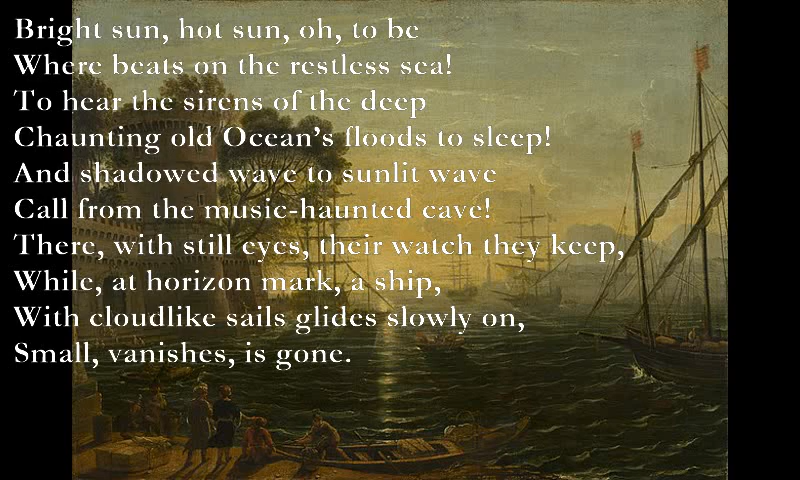 Bright sun, hot sun, oh, to be
Where beats on the restless sea!
To hear the sirens of the deep
Chaunting old Ocean's floods to sleep!
And shadowed wave to sunlit wave
Call from the music-haunted cave!
There, with still eyes, their watch they keep,
While, at horizon mark, a ship,
With cloudlike sails glides slowly on,
Small, vanishes, is gone.